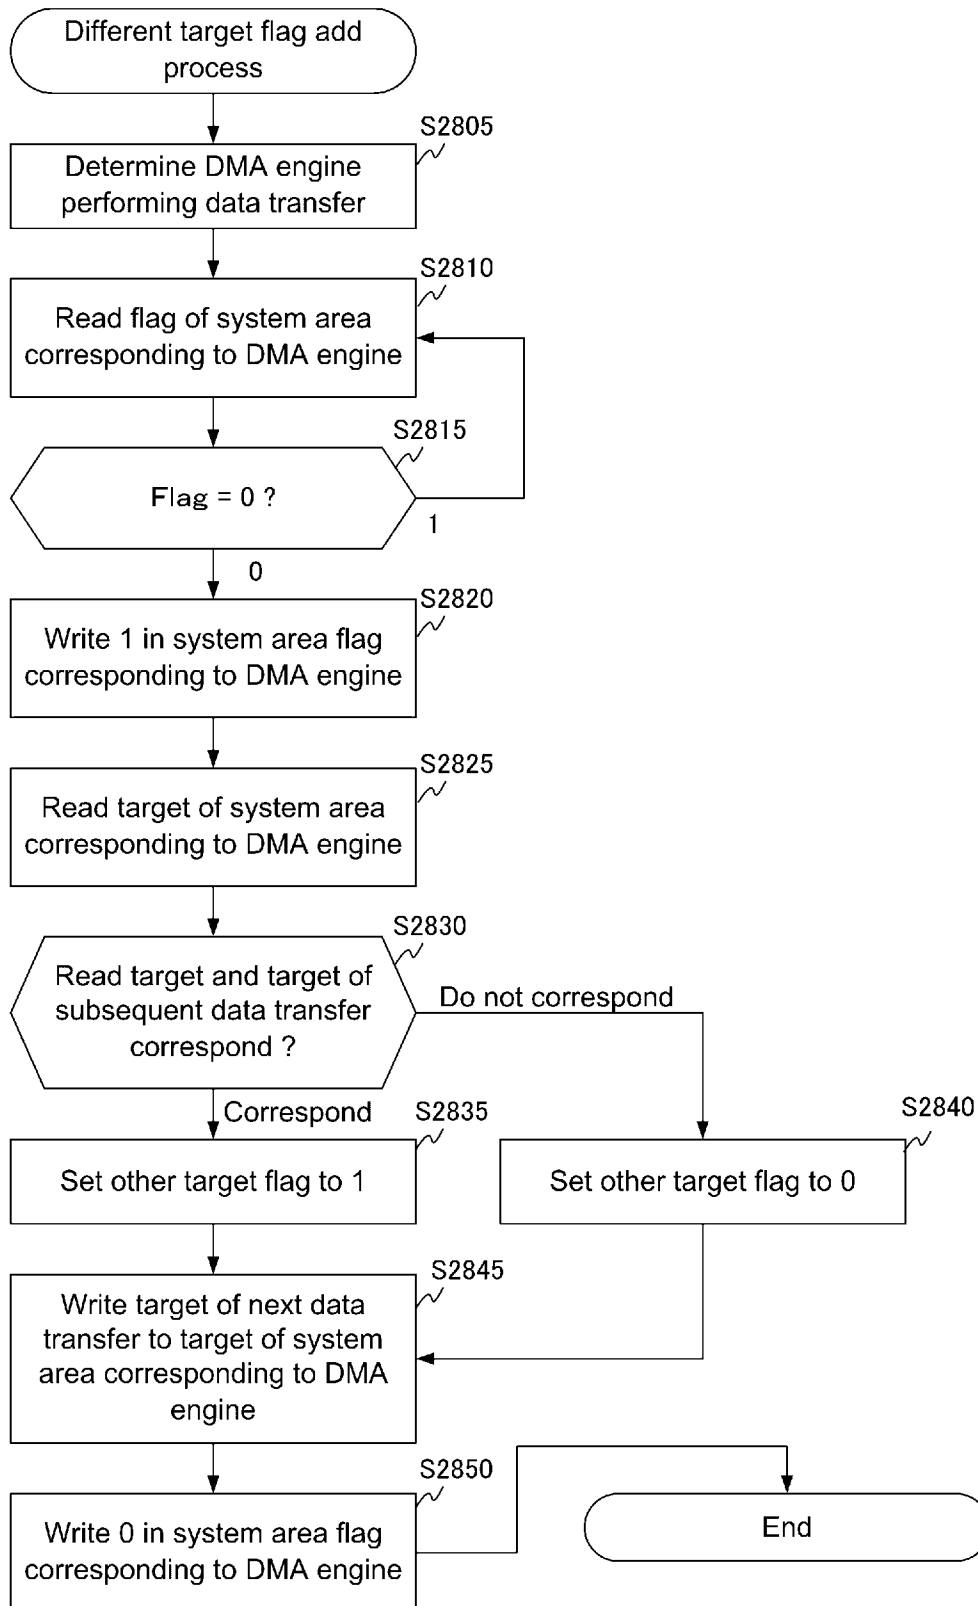 Different target flag add
process
S2805
Determine DMA engine
performing data transfer
S2810
Read flag of system area
corresponding to DMA engine
S2815
Flag = 0 ?
1
0
S2820
Write 1 in system area flag
corresponding to DMA engine
S2825
Read target of system area
corresponding to DMA engine
S2830
Read target and target of
subsequent data transfer
correspond ?
Do not correspond
Correspond
S2835
S2840
Set other target flag to 1
Set other target flag to 0
S2845
Write target of next data
transfer to target of system
area corresponding to DMA
engine
S2850
Write 0 in system area flag
corresponding to DMA engine
End